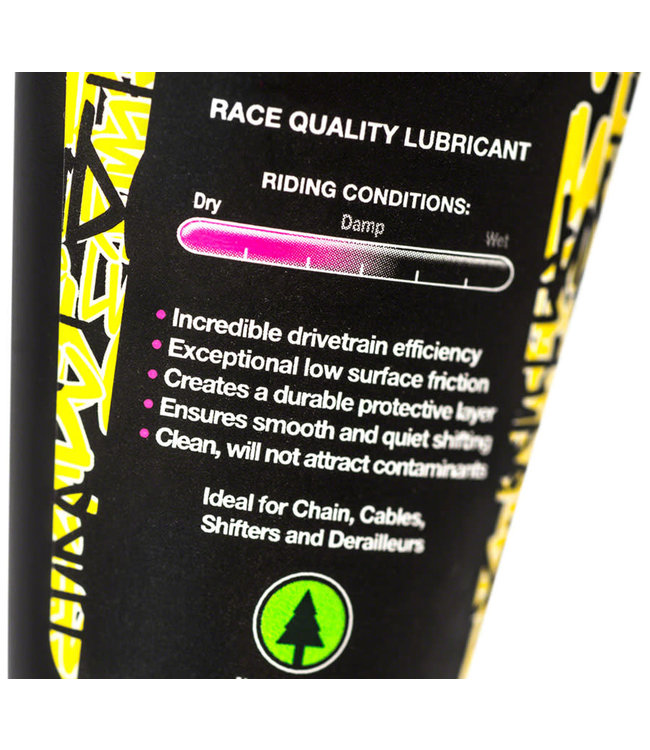 RACE QUALITY LUBRICANT
RIDING CONDITIONS:
Dry Damp Wet
• Incredible drivetrain efficiency
• Exceptional low surface friction
• Creates a durable protective layer
• Ensures smooth and quiet shifting
• Clean, will not attract contaminants
Ideal for Chain, Cables,
Shifters and Derailleurs